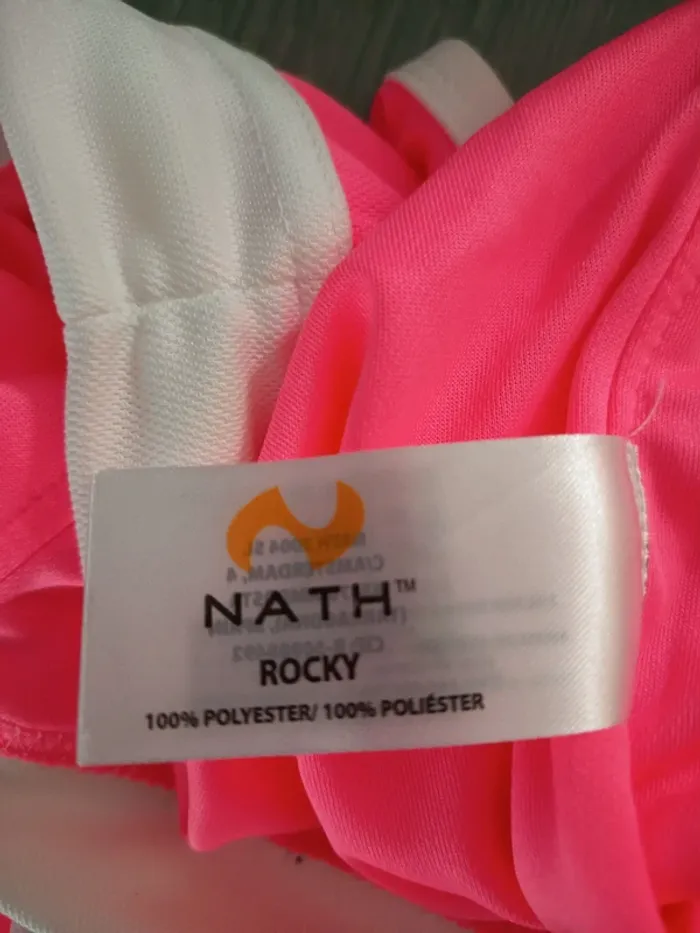 NATH™
ROCKY
100% POLYESTER/ 100% POLIÉSTER